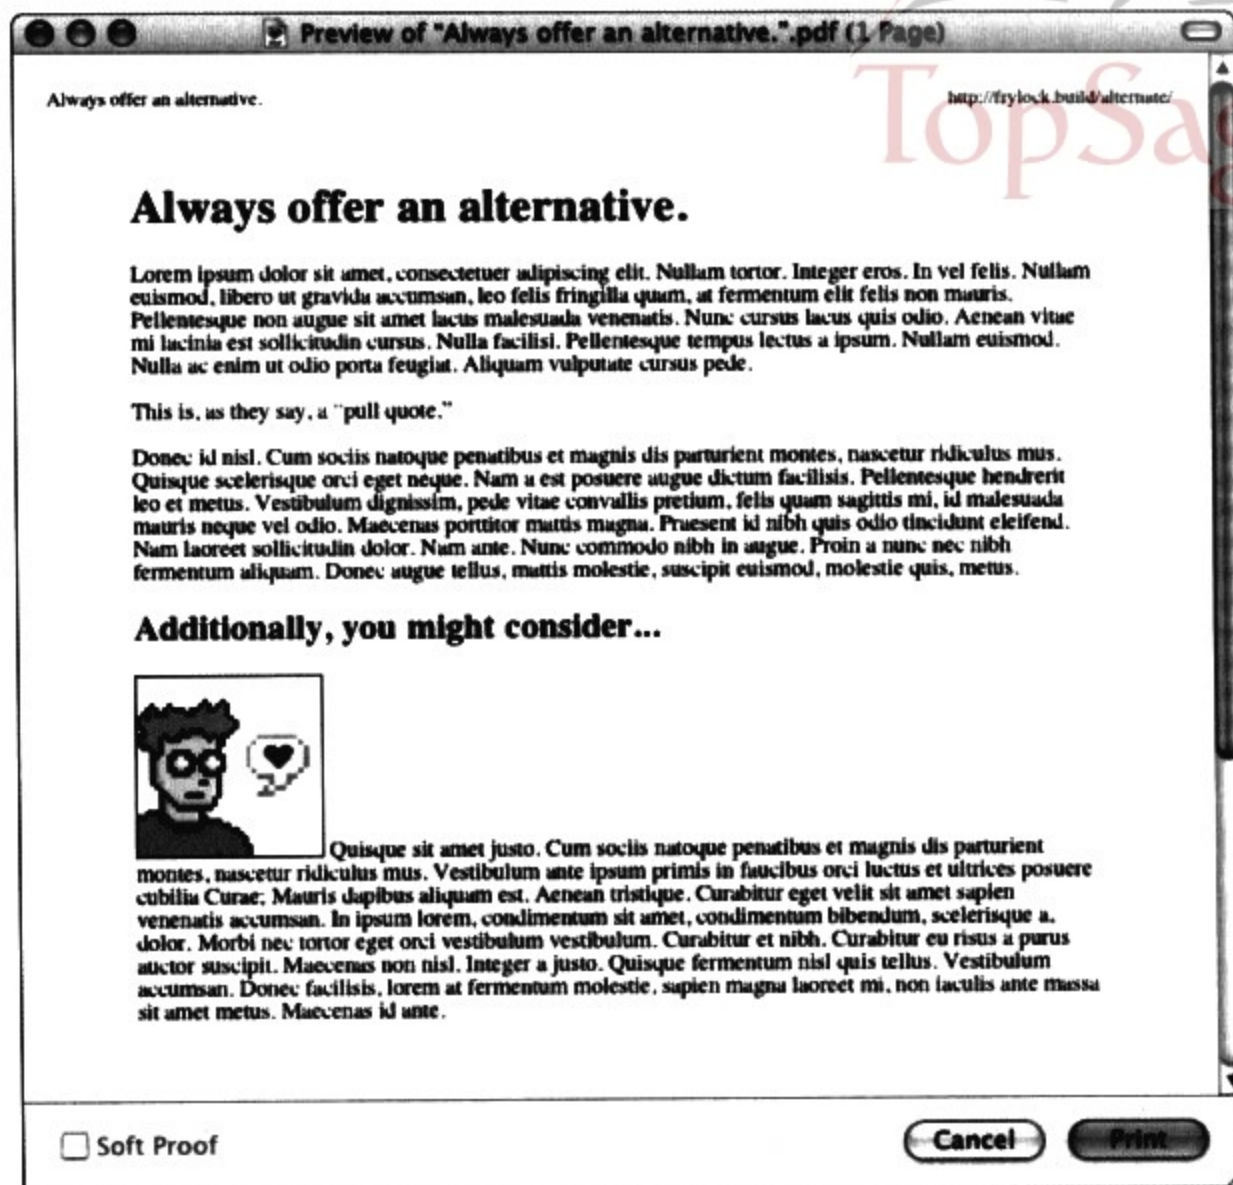 Preview of "Always offer an alternative.".pdf (1 Page)
Always offer an alternative.
http://frylock.build/alternate/
TopSa
Always offer an alternative.
Lorem ipsum dolor sit amet, consectetuer adipiscing elit. Nullam tortor. Integer eros. In vel felis. Nullam
euismod, libero ut gravida accumsan, leo felis fringilla quam, at fermentum elit felis non mauris.
Pellentesque non augue sit amet lacus malesuada venenatis. Nunc cursus lacus quis odio. Aenean vitae
mi lacinia est sollicitudin cursus. Nulla facilisi. Pellentesque tempus lectus a ipsum. Nullam euismod.
Nulla ac enim ut odio porta feugiat. Aliquam vulputate cursus pede.
This is, as they say, a “pull quote.”
Donec id nisl. Cum sociis natoque penatibus et magnis dis parturient montes, nascetur ridiculus mus.
Quisque scelerisque orci eget neque. Nam a est posuere augue dictum facilisis. Pellentesque hendrerit
leo et metus. Vestibulum dignissim, pede vitae convallis pretium, felis quam sagittis mi, id malesuada
mauris neque vel odio. Maecenas porttitor mattis magna. Praesent id nibh quis odio tincidunt eleifend.
Nam laoreet sollicitudin dolor. Nam ante. Nunc commodo nibh in augue. Proin a nunc nec nibh
fermentum aliquam. Donec augue tellus, mattis molestie, suscipit euismod, molestie quis, metus.
Additionally, you might consider...
Quisque sit amet justo. Cum sociis natoque penatibus et magnis dis parturient
montes, nascetur ridiculus mus. Vestibulum ante ipsum primis in faucibus orci luctus et ultrices posuere
cubilia Curae; Mauris dapibus aliquam est. Aenean tristique. Curabitur eget velit sit amet sapien
venenatis accumsan. In ipsum lorem, condimentum sit amet, condimentum bibendum, scelerisque a,
dolor. Morbi nec tortor eget orci vestibulum vestibulum. Curabitur et nibh. Curabitur eu risus a purus
auctor suscipit. Maecenas non nisl. Integer a justo. Quisque fermentum nisl quis tellus. Vestibulum
accumsan. Donec facilisis, lorem at fermentum molestie, sapien magna laoreet mi, non iaculis ante massa
sit amet metus. Maecenas id ante.
Soft Proof
Cancel
Print